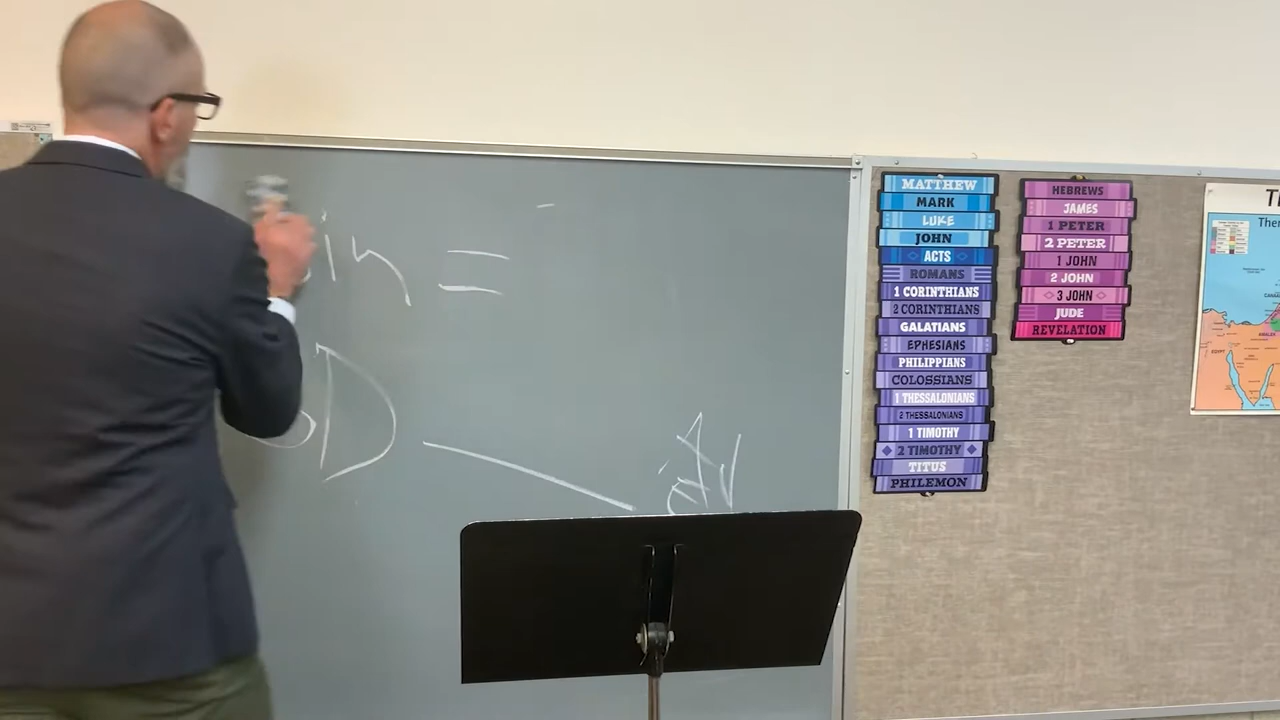 in =
D
MATTHEW
MARK
LUKE
JOHN
ACTS
ROMANS
1 CORINTHIANS
2 CORINTHIANS
GALATIANS
EPHESIANS
PHILIPPIANS
COLOSSIANS
1 THESSALONIANS
2 THESSALONIANS
1 TIMOTHY
2 TIMOTHY
TITUS
PHILEMON
HEBREWS
JAMES
1 PETER
2 PETER
1 JOHN
2 JOHN
3 JOHN
JUDE
REVELATION
EGYPT